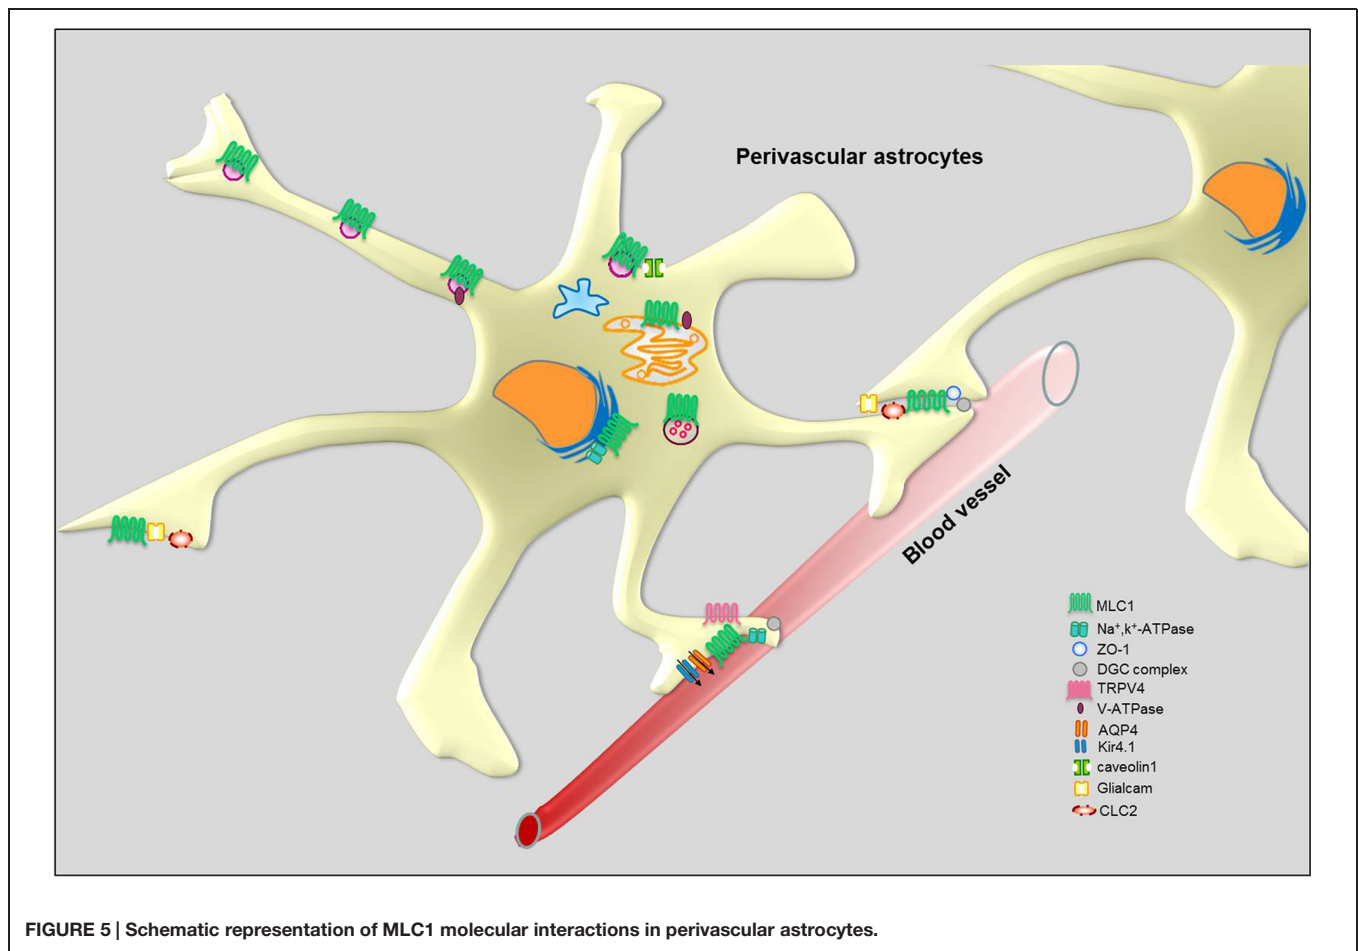 Perivascular astrocytes
Blood vessel
MLC1
Na⁺,k⁺-ATPase
ZO-1
DGC complex
TRPV4
V-ATPase
AQP4
Kir4.1
caveolin1
Glialcam
CLC2
FIGURE 5 | Schematic representation of MLC1 molecular interactions in perivascular astrocytes.